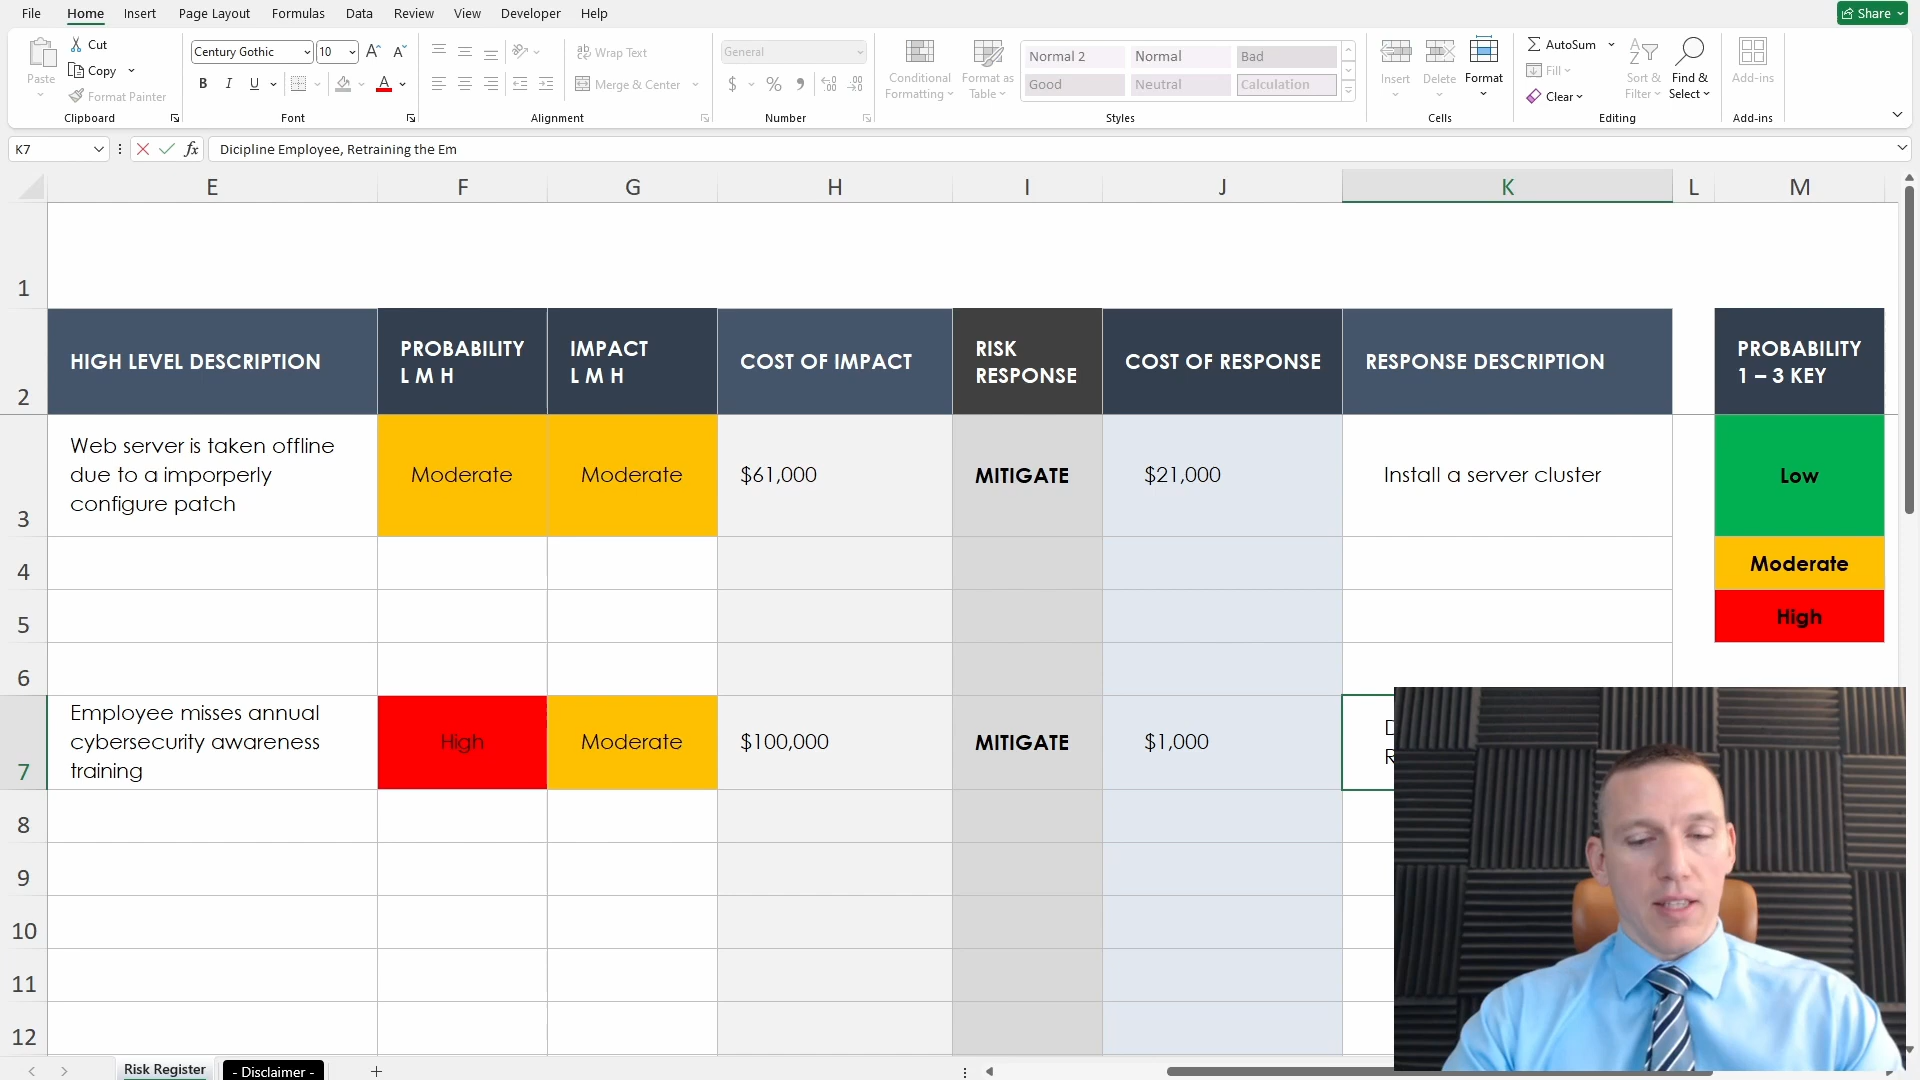 File Home Insert Page Layout Formulas Data Review View Developer Help Share
Cut
Century Gothic 10 A A
Wrap Text
General
Normal 2 Normal Bad
AutoSum
Paste
Copy
Format Painter
B I U A
Merge & Center
$ % 9
Conditional Formatting
Format as Table
Good Neutral Calculation
Insert Delete Format
Fill
Clear
Sort & Filter
Find & Select
Add-ins
Clipboard Font Alignment Number Styles Cells Editing Add-ins
K7 fx Dicipline Employee, Retraining the Em
E F G H I J K L M
1
2
HIGH LEVEL DESCRIPTION
PROBABILITY
L M H
IMPACT
L M H
COST OF IMPACT
RISK
RESPONSE
COST OF RESPONSE
RESPONSE DESCRIPTION
PROBABILITY
1 – 3 KEY
3
Web server is taken offline
due to a imporperly
configure patch
Moderate
Moderate
$61,000
MITIGATE
$21,000
Install a server cluster
Low
4
Moderate
5
High
6
7
Employee misses annual
cybersecurity awareness
training
High
Moderate
$100,000
MITIGATE
$1,000
8
9
10
11
12
Risk Register - Disclaimer -